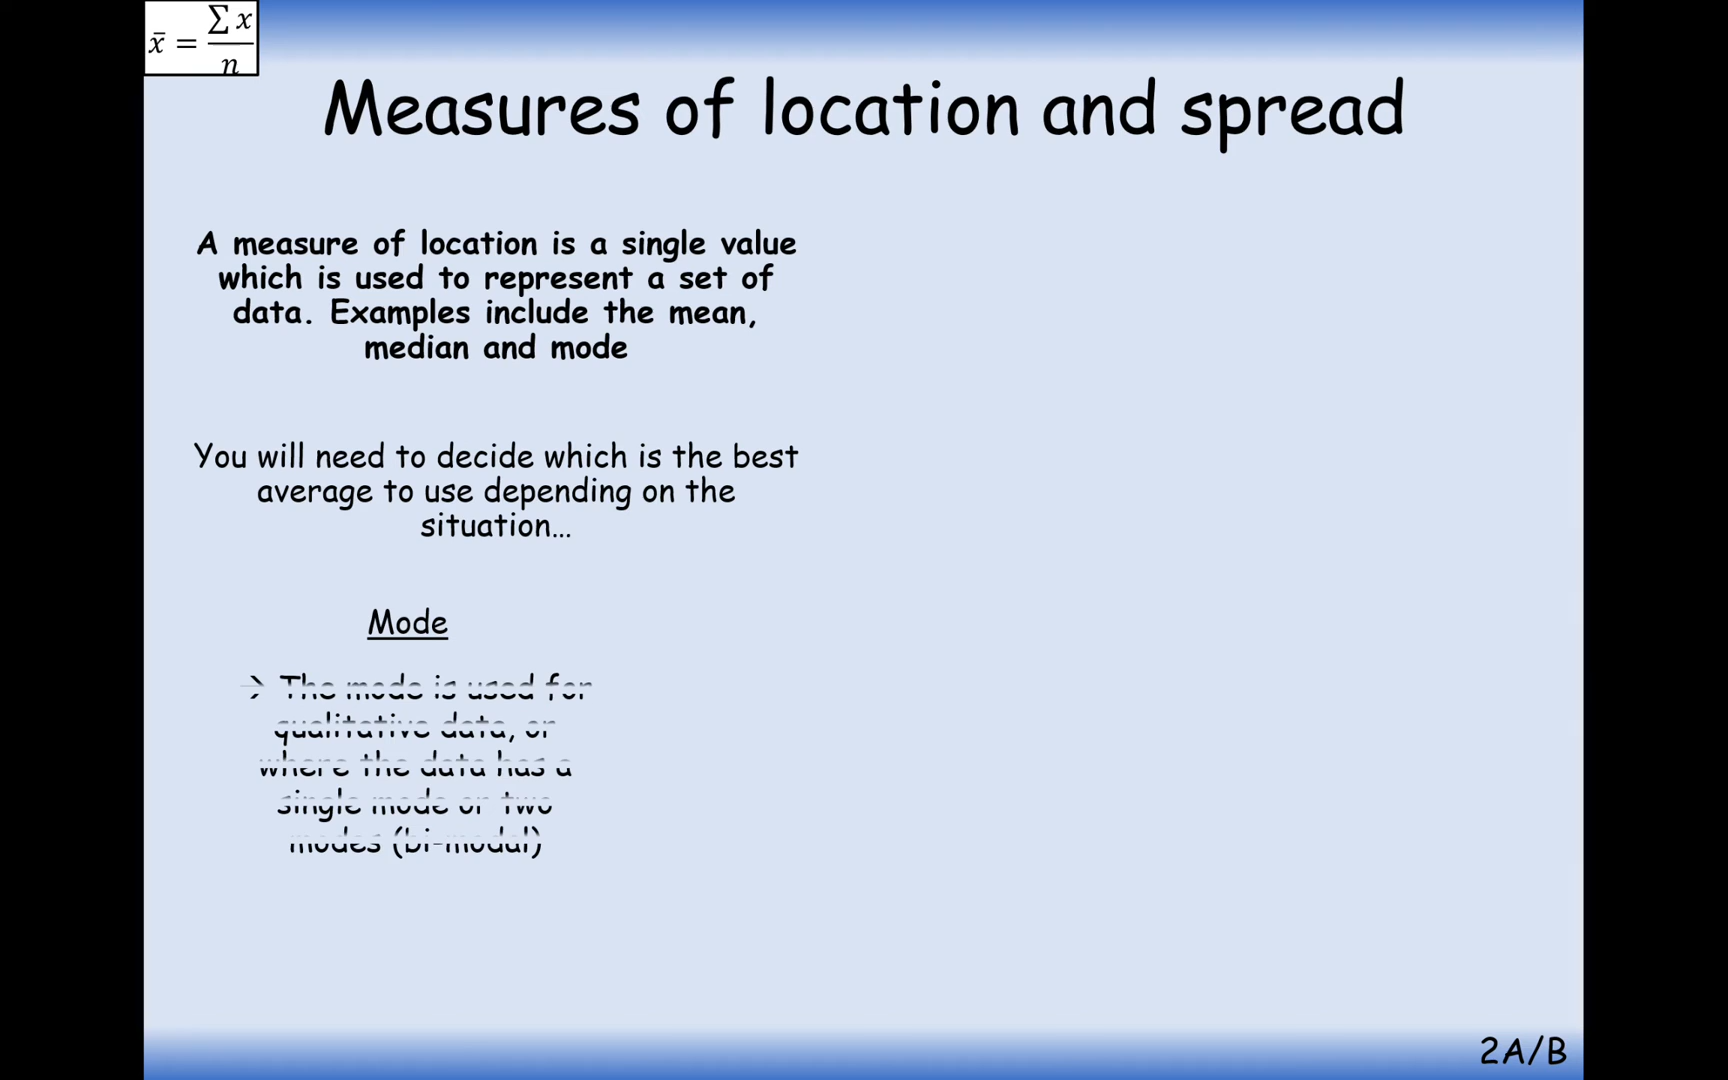 x̄ = ∑x / n
Measures of location and spread
A measure of location is a single value
which is used to represent a set of
data. Examples include the mean,
median and mode
You will need to decide which is the best
average to use depending on the
situation…
Mode
→ The mode is used for
qualitative data, or
where the data has a
single mode or two
modes (bi-modal)
2A/B